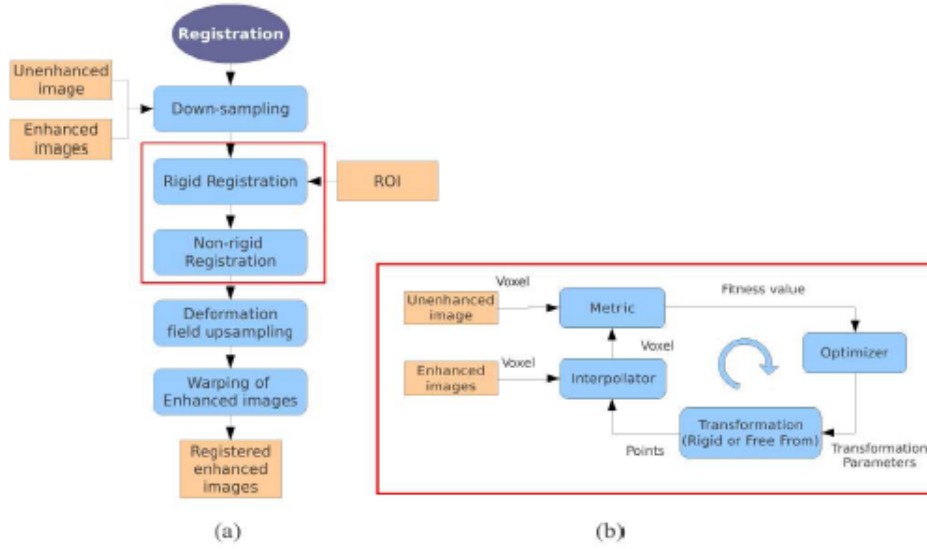 Registration
Unenhanced
image
Enhanced
images
Down-sampling
Rigid Registration
ROI
Non-rigid
Registration
Deformation
field upsampling
Warping of
Enhanced images
Registered
enhanced
images
(a)
Voxel
Unenhanced
image
Metric
Fitness value
Voxel
Optimizer
Voxel
Enhanced
images
Interpollator
Transformation
(Rigid or Free From)
Points
Transformation
Parameters
(b)